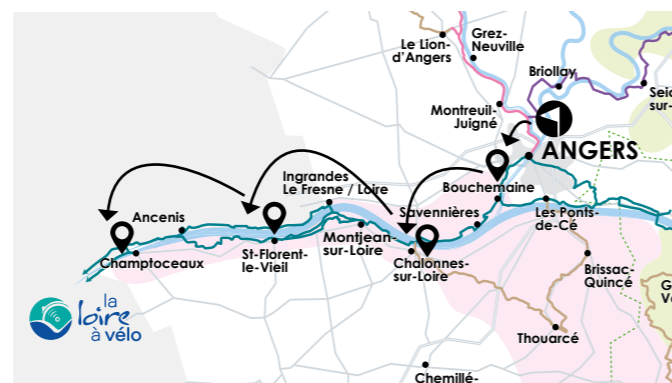 Le Lion-
d'Angers
Grez-
Neuville
Briollay
Montreuil-
Juigné
ANGERS
Bouchemaine
Ingrandes
Le Fresne / Loire
Ancenis
Savennières
Les Ponts-
de-Cé
Champtoceaux
St-Florent-
le-Vieil
Montjean-
sur-Loire
Chalonnes-
sur-Loire
Brissac-
Quincé
Thouarcé
Chemillé-
la
loire
à vélo